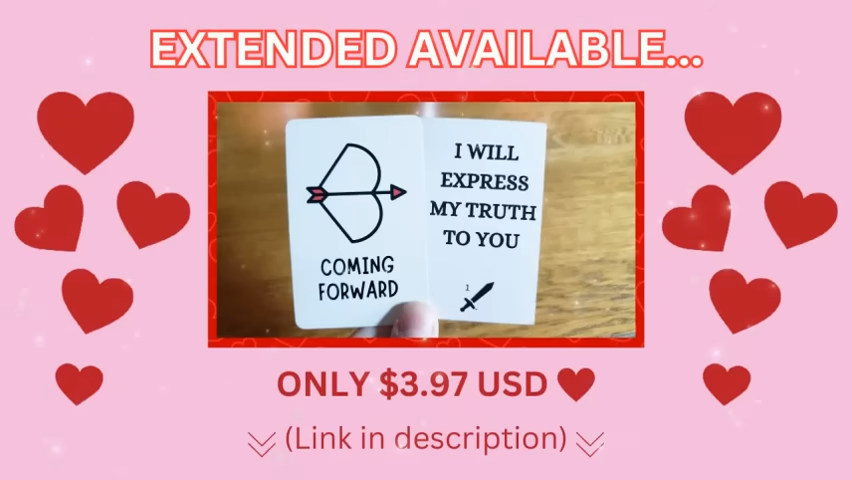 EXTENDED AVAILABLE...
COMING
FORWARD
I WILL
EXPRESS
MY TRUTH
TO YOU
1
ONLY $3.97 USD
(Link in description)